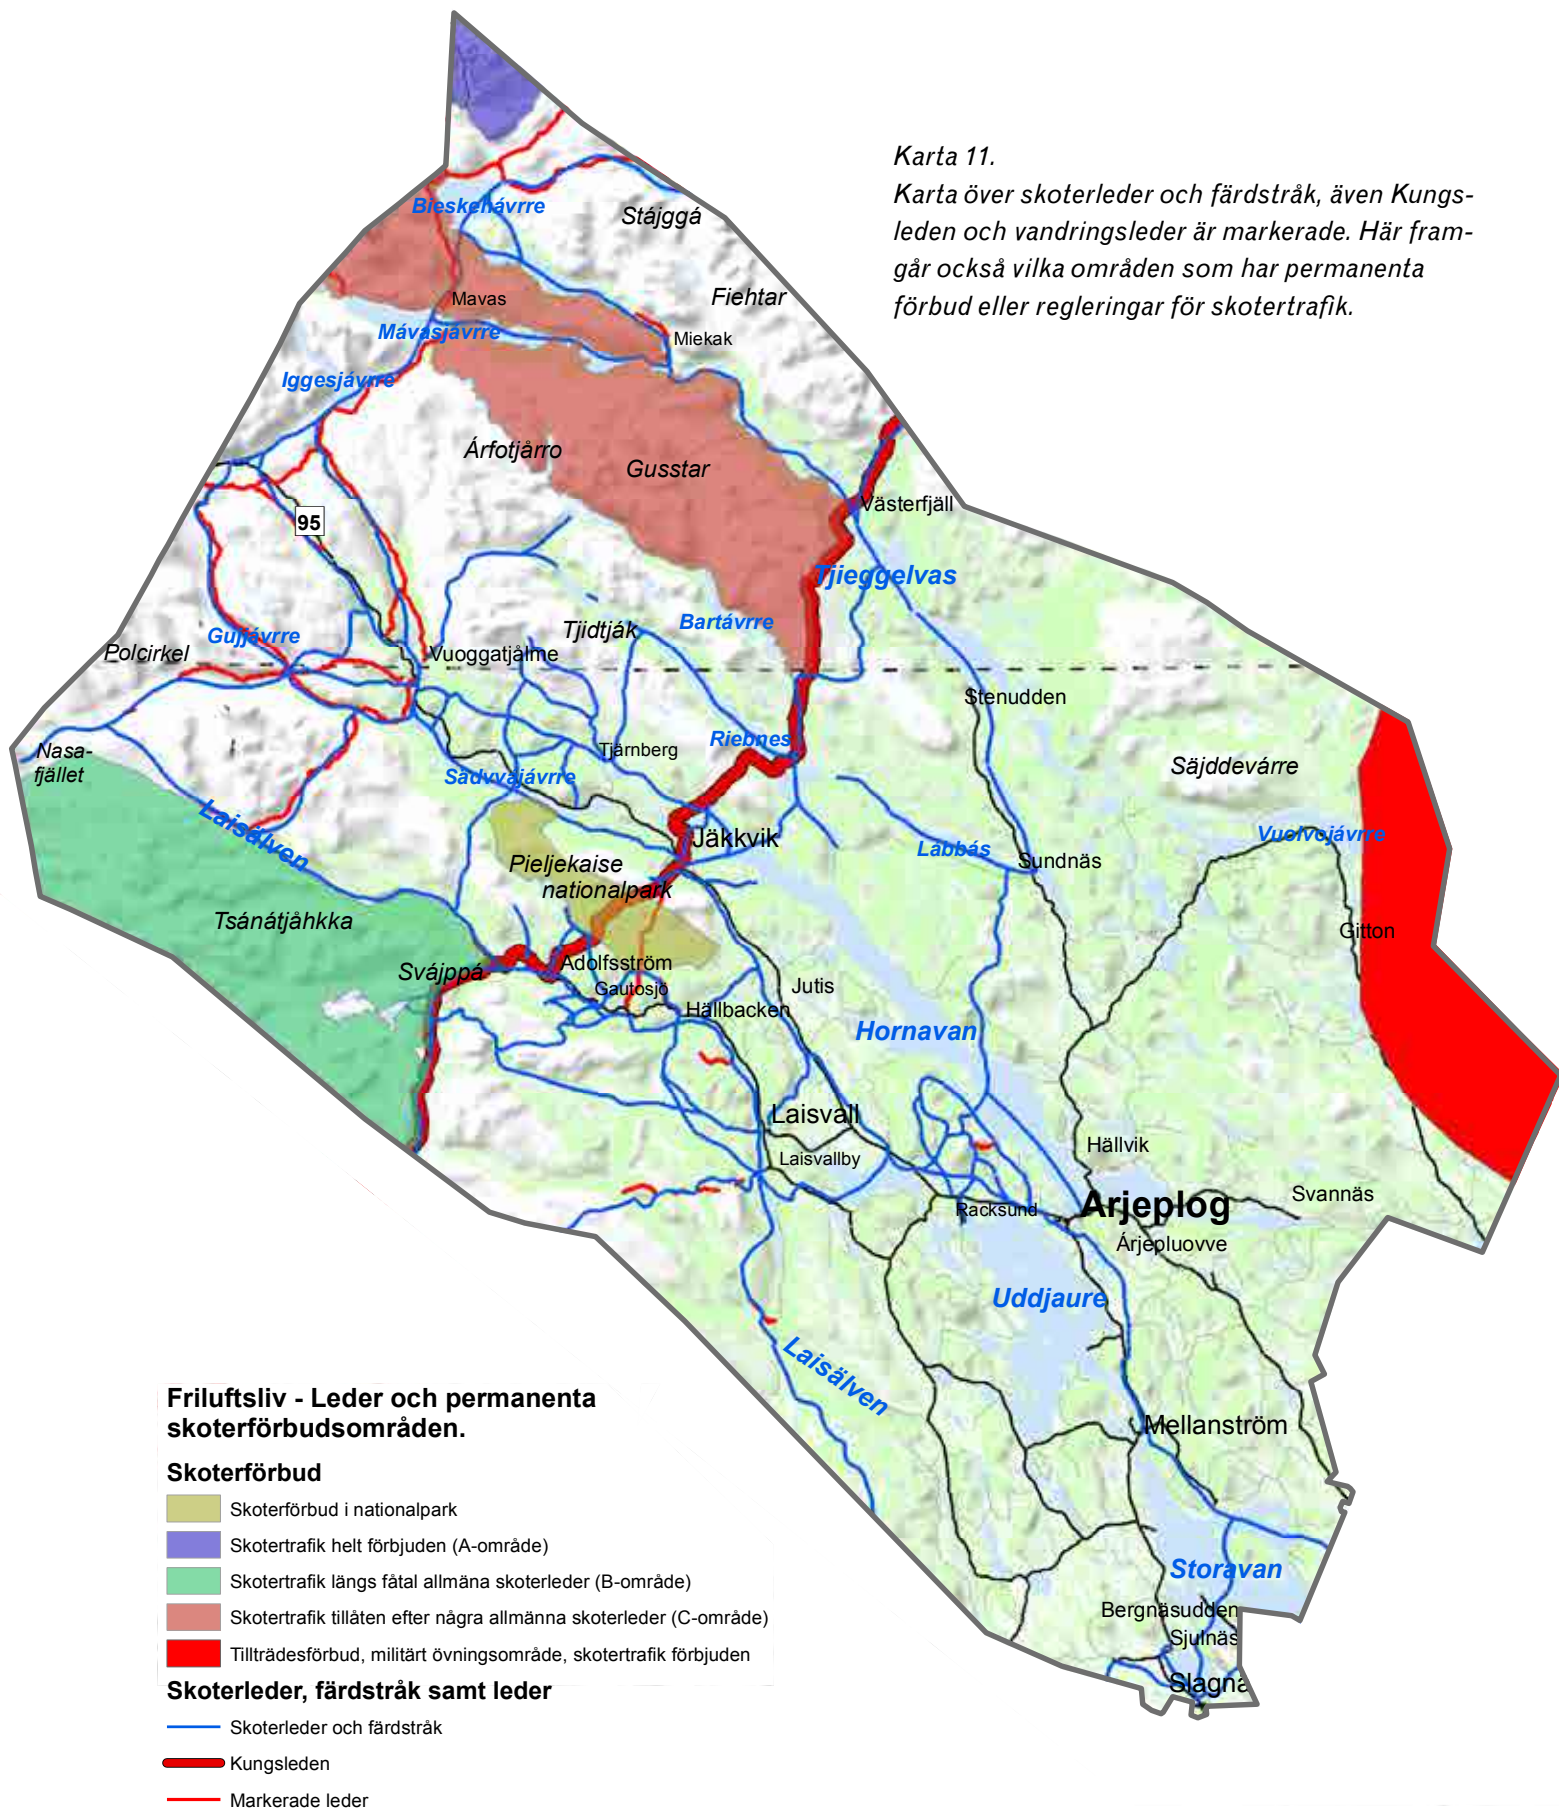 Karta 11.
Karta över skoterleder och färdstråk, även Kungs-
leden och vandringsleder är markerade. Här fram-
går också vilka områden som har permanenta
förbud eller regleringar för skotertrafik.
Bieskehávrre
Stájggá
Fiehtar
Mavas
Mávasjávrre
Miekak
Iggesjávrre
Árfotjårro
Gusstar
95
Västerfjäll
Tjieggelvas
Tjidtják
Bartávrre
Gujjávrre
Polcirkel
Vuoggatjålme
Stenudden
Nasa-
fjället
Tjärnberg
Riebnes
Säjddevárre
Sádvvajávrre
Laisälven
Jäkkvik
Labbás
Sundnäs
Vuolvojávrre
Pieljekaise
nationalpark
Tsánátjåhkka
Gitton
Svájppá
Adolfsström
Gautosjö
Jutis
Hällbacken
Hornavan
Laisvall
Laisvallby
Hällvik
Svannäs
Racksund
Arjeplog
Árjepluovve
Uddjaure
Laisälven
Mellanström
Storavan
Bergnäsudden
Sjulnäs
Slagnä
Friluftsliv - Leder och permanenta
skoterförbudsområden.
Skoterförbud
Skoterförbud i nationalpark
Skotertrafik helt förbjuden (A-område)
Skotertrafik längs fåtal allmäna skoterleder (B-område)
Skotertrafik tillåten efter några allmänna skoterleder (C-område)
Tillträdesförbud, militärt övningsområde, skotertrafik förbjuden
Skoterleder, färdstråk samt leder
Skoterleder och färdstråk
Kungsleden
Markerade leder